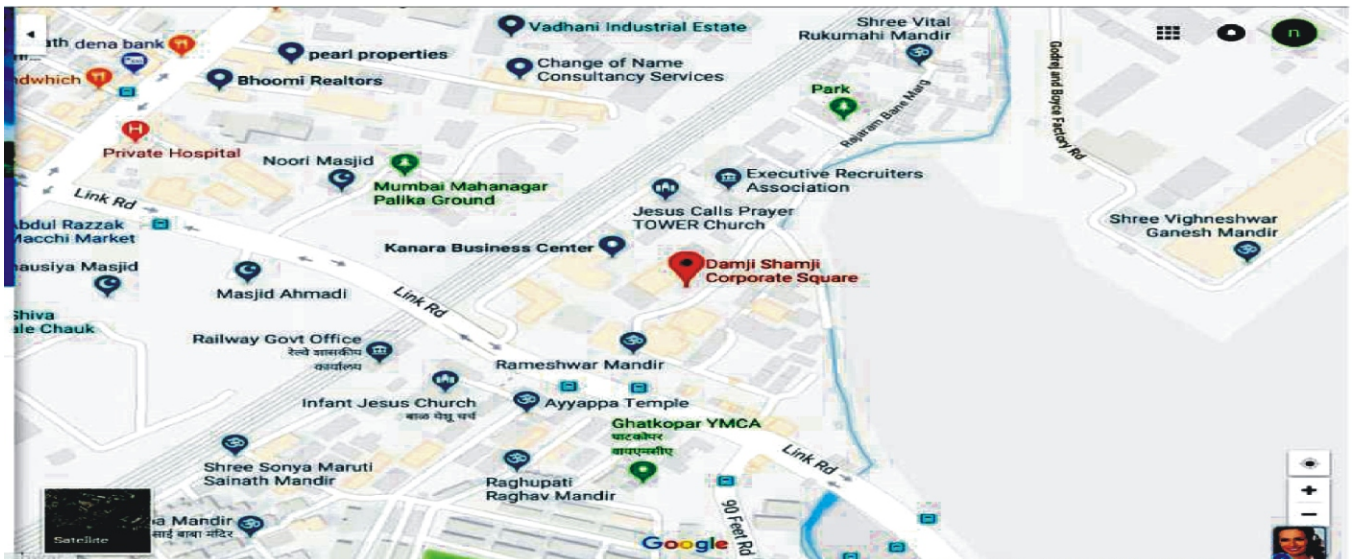 Vadhani Industrial Estate
Shree Vital
Rukumahi Mandir
n
dena bank
pearl properties
Bhoomi Realtors
Change of Name
Consultancy Services
Park
Rajaram Bane Marg
Godrej and Boyce Factory Rd
H
Private Hospital
Noori Masjid
Mumbai Mahanagar
Palika Ground
Executive Recruiters
Association
Jesus Calls Prayer
TOWER Church
Link Rd
Abdul Razzak
Macchi Market
Shree Vighneshwar
Ganesh Mandir
Kanara Business Center
Damji Shamji
Corporate Square
Masjid
Masjid Ahmadi
Link Rd
Shiva
Chauk
Railway Govt Office
रेल्वे शासकीय
कार्यालय
Rameshwar Mandir
Infant Jesus Church
बाळ येशू चर्च
Ayyappa Temple
Ghatkopar YMCA
घाटकोपर
वायएमसीए
Link Rd
Shree Sonya Maruti
Sainath Mandir
Raghupati
Raghav Mandir
90 Feet Rd
Mandir
साई बाबा मंदिर
Satellite
Google
+
−